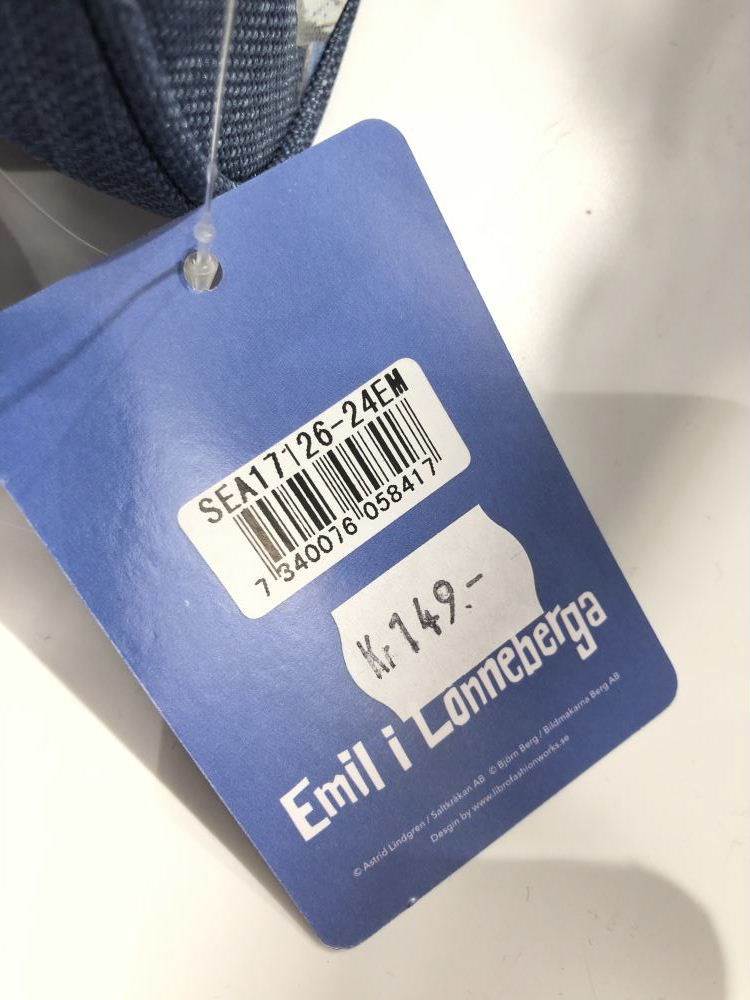 SEA17126-24EM
7 340076 058417
Kr 149.-
Emil i Lönneberga
© Astrid Lindgren / Saltkråkan AB © Björn Berg / Bildmakarna Berg AB
Desgin by www.librofashionworks.se